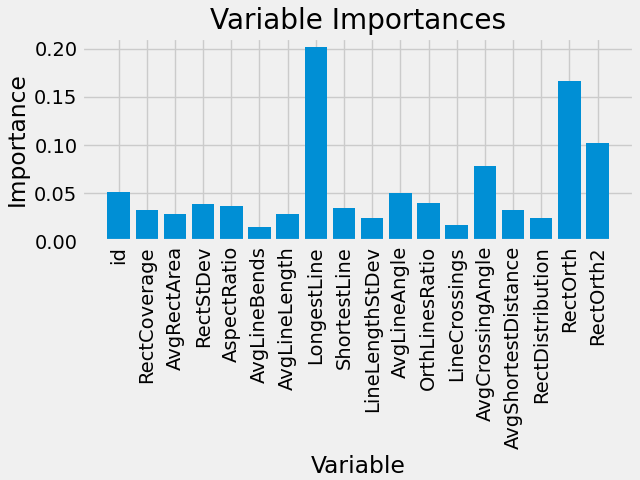 Variable Importances
Importance
0.20
0.15
0.10
0.05
0.00
id
RectCoverage
AvgRectArea
RectStDev
AspectRatio
AvgLineBends
AvgLineLength
LongestLine
ShortestLine
LineLengthStDev
AvgLineAngle
OrthLinesRatio
LineCrossings
AvgCrossingAngle
AvgShortestDistance
RectDistribution
RectOrth
RectOrth2
Variable